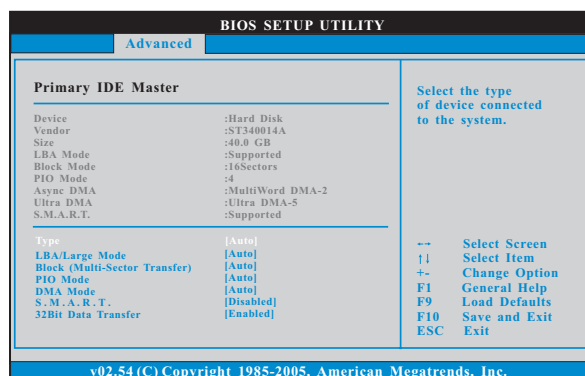 BIOS SETUP UTILITY
Advanced
Primary IDE Master
Device :Hard Disk
Vendor :ST340014A
Size :40.0 GB
LBA Mode :Supported
Block Mode :16Sectors
PIO Mode :4
Async DMA :MultiWord DMA-2
Ultra DMA :Ultra DMA-5
S.M.A.R.T. :Supported
Type [Auto]
LBA/Large Mode [Auto]
Block (Multi-Sector Transfer) [Auto]
PIO Mode [Auto]
DMA Mode [Auto]
S.M.A.R.T. [Disabled]
32Bit Data Transfer [Enabled]
Select the type
of device connected
to the system.
↔ Select Screen
↑↓ Select Item
+- Change Option
F1 General Help
F9 Load Defaults
F10 Save and Exit
ESC Exit
v02.54 (C) Copyright 1985-2005, American Megatrends, Inc.